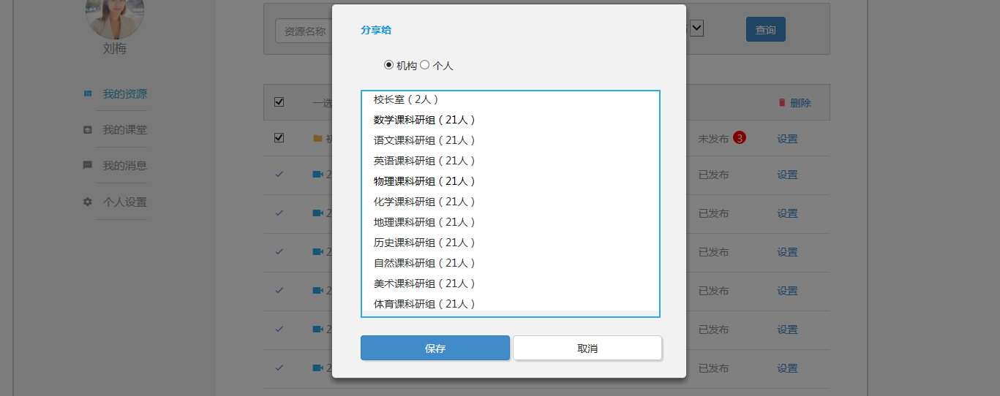 刘梅
我的资源
我的课堂
我的消息
个人设置
资源名称
查询
一选
删除
未发布 3 设置
2 已发布 设置
2 已发布 设置
2 已发布 设置
2 已发布 设置
2 已发布 设置
2 已发布 设置
分享给
机构 个人
校长室（2人）
数学课科研组（21人）
语文课科研组（21人）
英语课科研组（21人）
物理课科研组（21人）
化学课科研组（21人）
地理课科研组（21人）
历史课科研组（21人）
自然课科研组（21人）
美术课科研组（21人）
体育课科研组（21人）
保存 取消